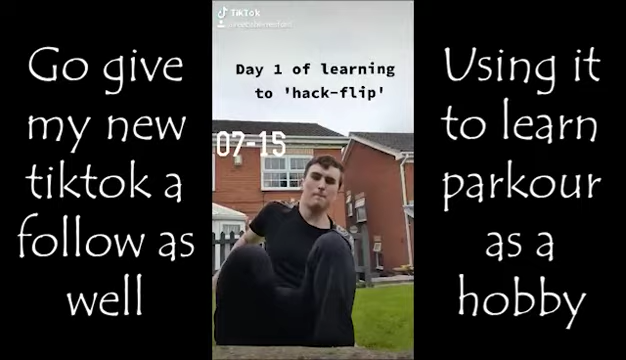 Go give
my new
tiktok a
follow as
well
TikTok
Day 1 of learning
to 'hack-flip'
07-15
Using it
to learn
parkour
as a
hobby